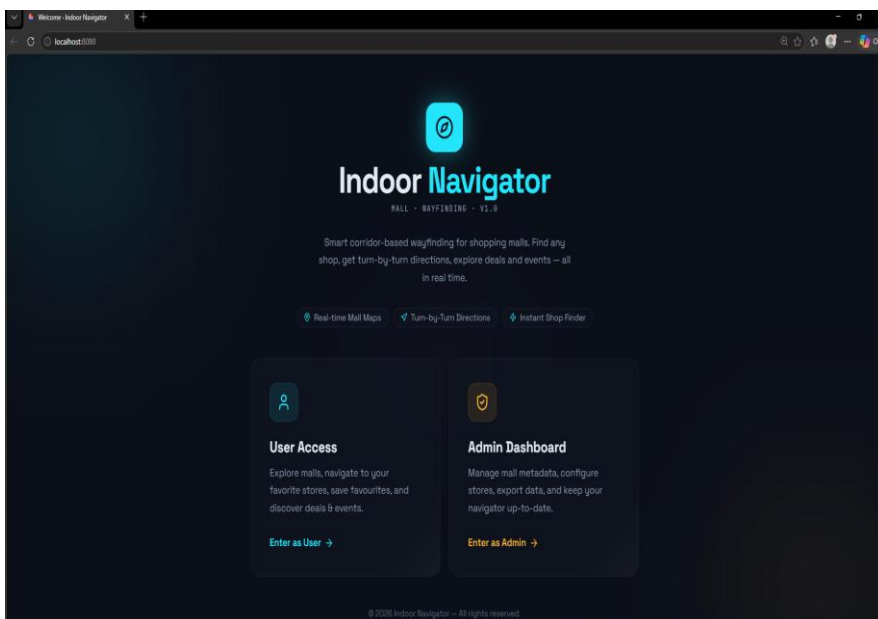 Welcome - Indoor Navigator
localhost:8080
Indoor Navigator
MALL · WAYFINDING · V1.0
Smart corridor-based wayfinding for shopping malls. Find any
shop, get turn-by-turn directions, explore deals and events — all
in real time.
Real-time Mall Maps
Turn-by-Turn Directions
Instant Shop Finder
User Access
Explore malls, navigate to your
favorite stores, save favourites, and
discover deals & events.
Enter as User →
Admin Dashboard
Manage mall metadata, configure
stores, export data, and keep your
navigator up-to-date.
Enter as Admin →
© 2026 Indoor Navigator — All rights reserved.